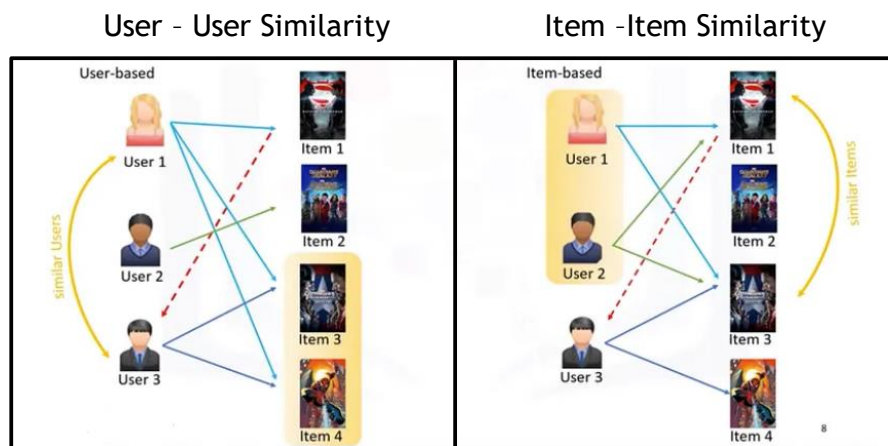 User – User Similarity
Item –Item Similarity
User-based
User 1
User 2
User 3
similar Users
Item 1
Item 2
Item 3
Item 4
Item-based
User 1
User 2
User 3
Item 1
Item 2
Item 3
Item 4
similar Items
8